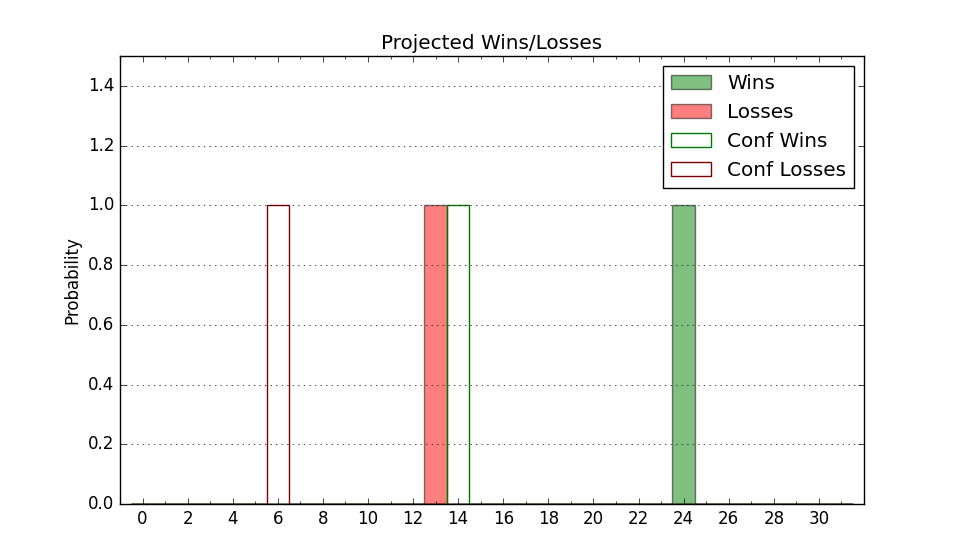 Projected Wins/Losses
Wins
Losses
Conf Wins
Conf Losses
Probability
1.4
1.2
1.0
0.8
0.6
0.4
0.2
0.0
0 2 4 6 8 10 12 14 16 18 20 22 24 26 28 30